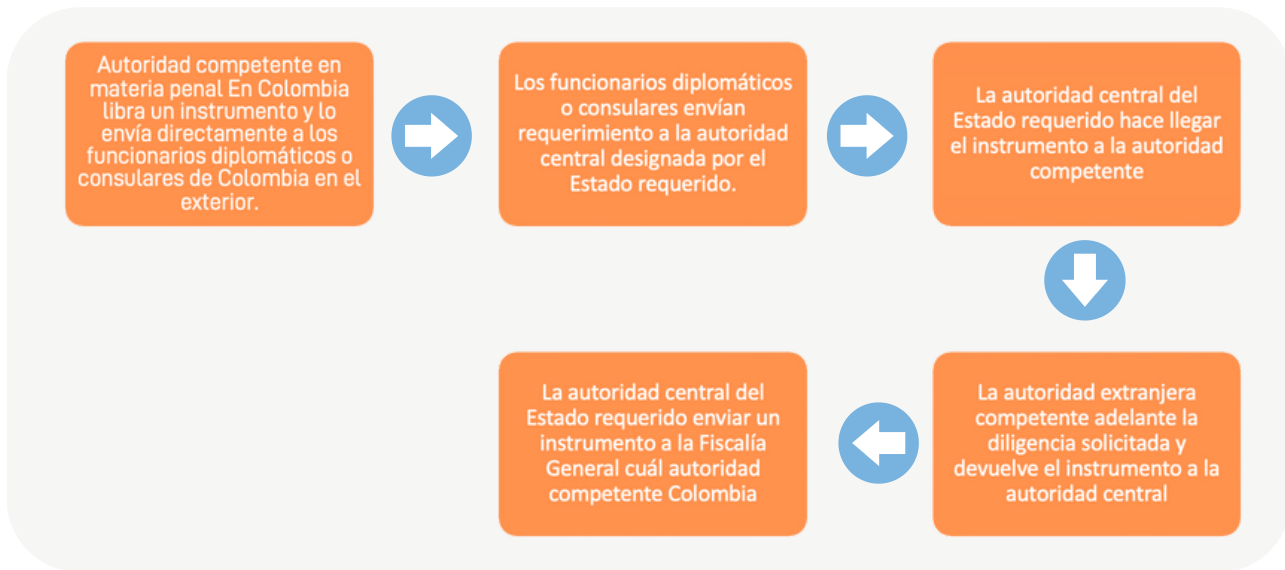 Autoridad competente en
materia penal En Colombia
libra un instrumento y lo
envía directamente a los
funcionarios diplomáticos o
consulares de Colombia en el
exterior.
Los funcionarios diplomáticos
o consulares envían
requerimiento a la autoridad
central designada por el
Estado requerido.
La autoridad central del
Estado requerido hace llegar
el instrumento a la autoridad
competente
La autoridad extranjera
competente adelante la
diligencia solicitada y
devuelve el instrumento a la
autoridad central
La autoridad central del
Estado requerido enviar un
instrumento a la Fiscalía
General cuál autoridad
competente Colombia